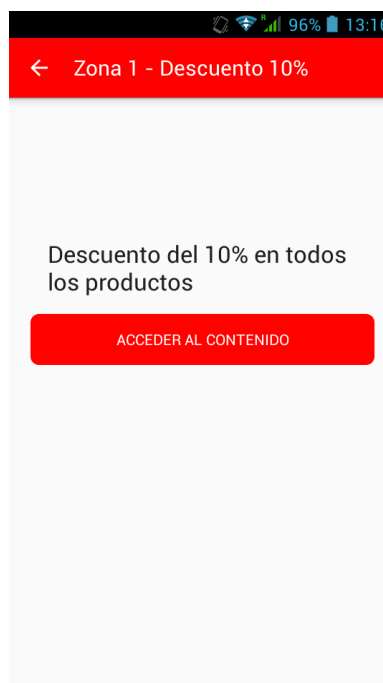 R 96% 13:16
Zona 1 - Descuento 10%
Descuento del 10% en todos
los productos
ACCEDER AL CONTENIDO